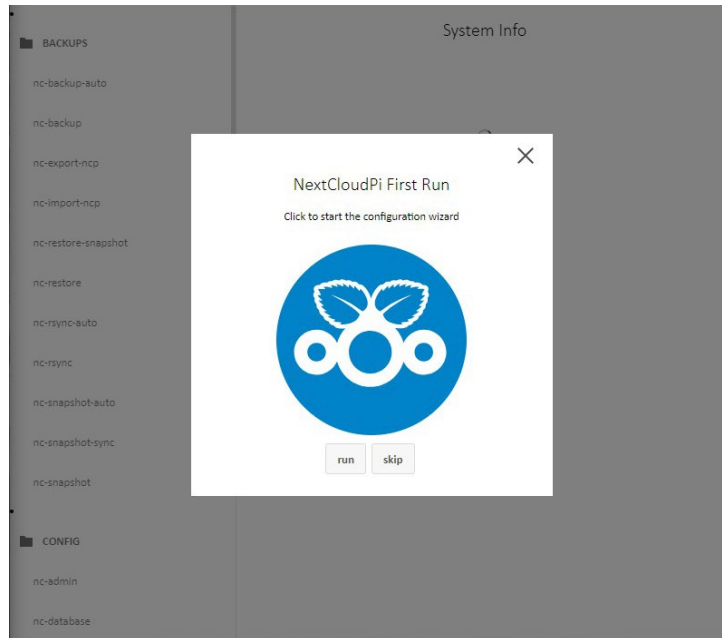 BACKUPS
nc-backup-auto
nc-backup
nc-export-ncp
nc-import-ncp
nc-restore-snapshot
nc-restore
nc-rsync-auto
nc-rsync
nc-snapshot-auto
nc-snapshot-sync
nc-snapshot
CONFIG
nc-admin
nc-database
System Info
NextCloudPi First Run
Click to start the configuration wizard
run skip